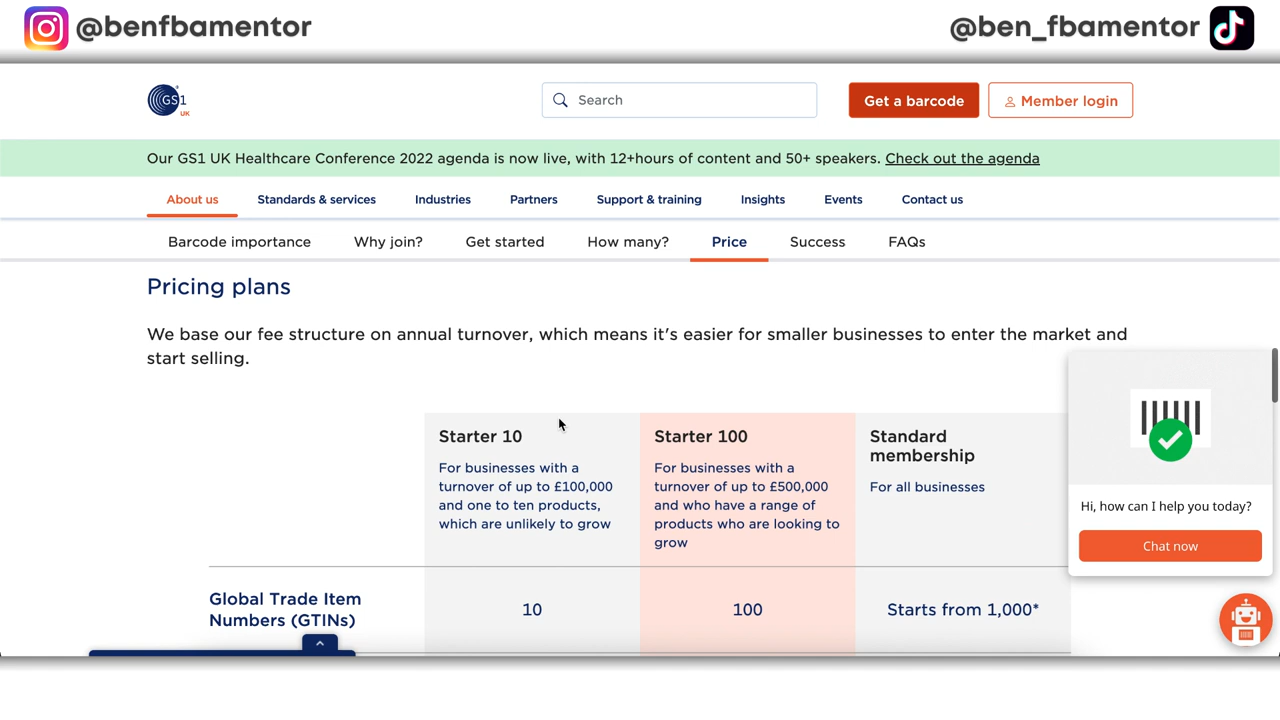 @benfbamentor
@ben_fbamentor
GS1
UK
Search
Get a barcode
Member login
Our GS1 UK Healthcare Conference 2022 agenda is now live, with 12+hours of content and 50+ speakers. Check out the agenda
About us
Standards & services
Industries
Partners
Support & training
Insights
Events
Contact us
Barcode importance
Why join?
Get started
How many?
Price
Success
FAQs
Pricing plans
We base our fee structure on annual turnover, which means it's easier for smaller businesses to enter the market and
start selling.
Starter 10
For businesses with a
turnover of up to £100,000
and one to ten products,
which are unlikely to grow
Starter 100
For businesses with a
turnover of up to £500,000
and who have a range of
products who are looking to
grow
Standard
membership
For all businesses
Global Trade Item
Numbers (GTINs)
10
100
Starts from 1,000*
Hi, how can I help you today?
Chat now